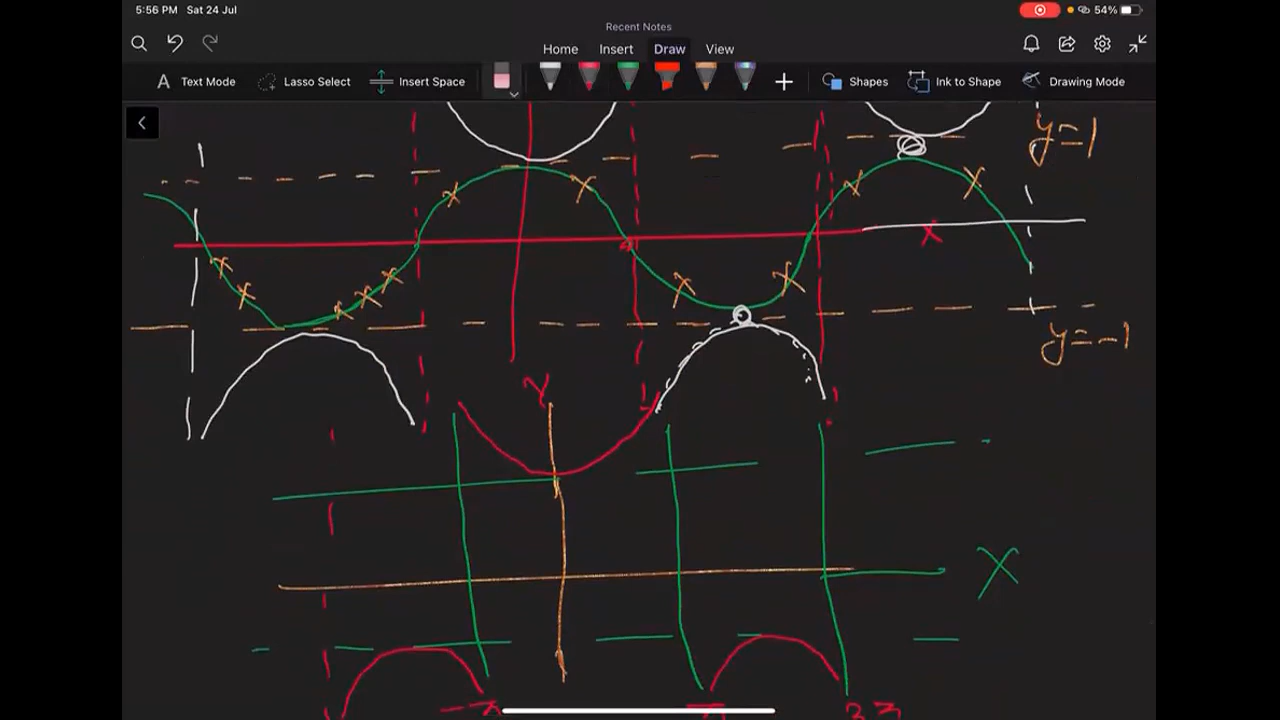 5:56 PM Sat 24 Jul
54%
Recent Notes
Home Insert Draw View
Text Mode Lasso Select Insert Space Shapes Ink to Shape Drawing Mode
y=1
x
y=-1
Y
X